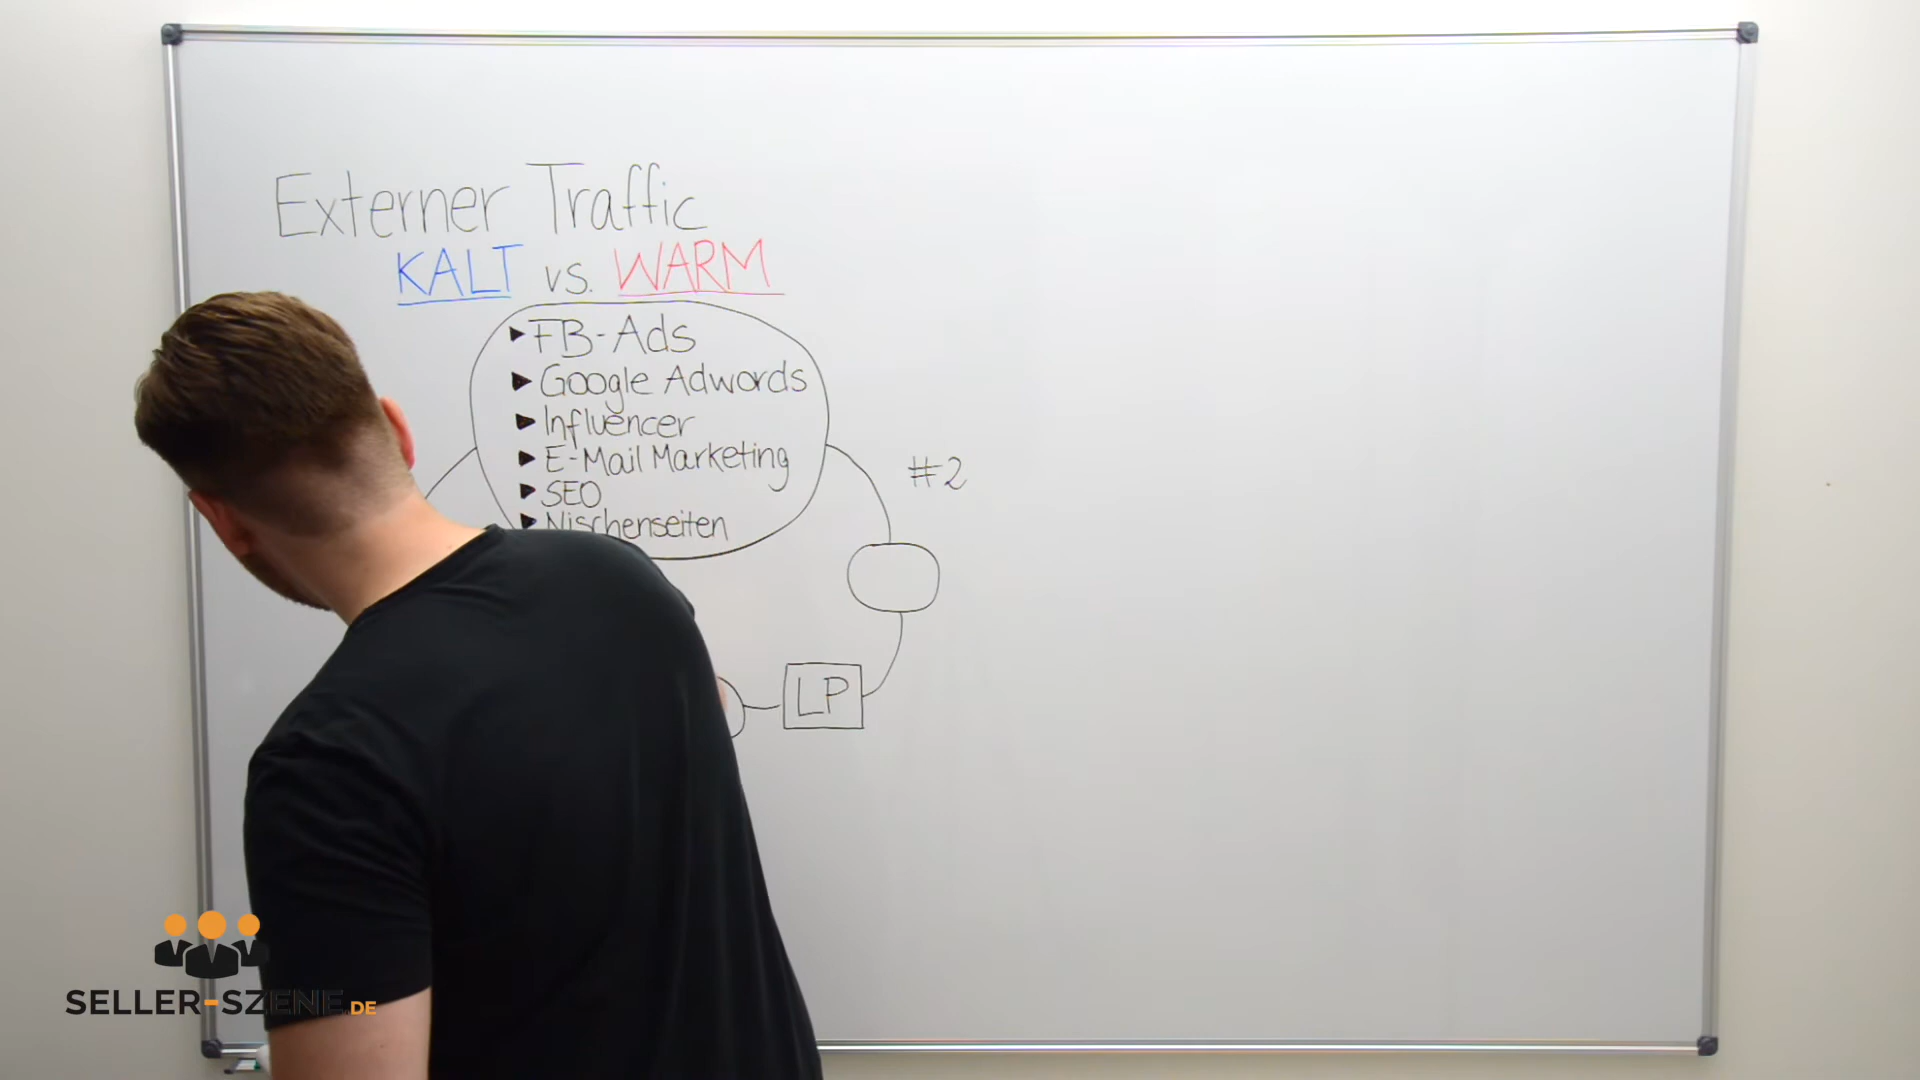 Externer Traffic
KALT vs. WARM
▶ FB-Ads
▶ Google Adwords
▶ Influencer
▶ E-Mail Marketing
▶ SEO
▶ Nischenseiten
#2
LP
SELLER-SZENE.DE